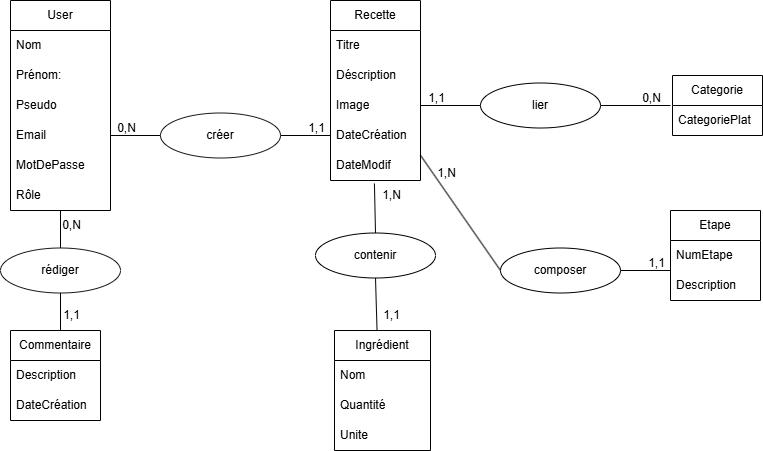 User
Nom
Prénom:
Pseudo
Email
MotDePasse
Rôle
0,N
créer
1,1
Recette
Titre
Déscription
Image
DateCréation
DateModif
1,1
lier
0,N
Categorie
CategoriePlat
1,N
composer
1,1
Etape
NumEtape
Description
0,N
rédiger
1,1
Commentaire
Description
DateCréation
1,N
contenir
1,1
Ingrédient
Nom
Quantité
Unite